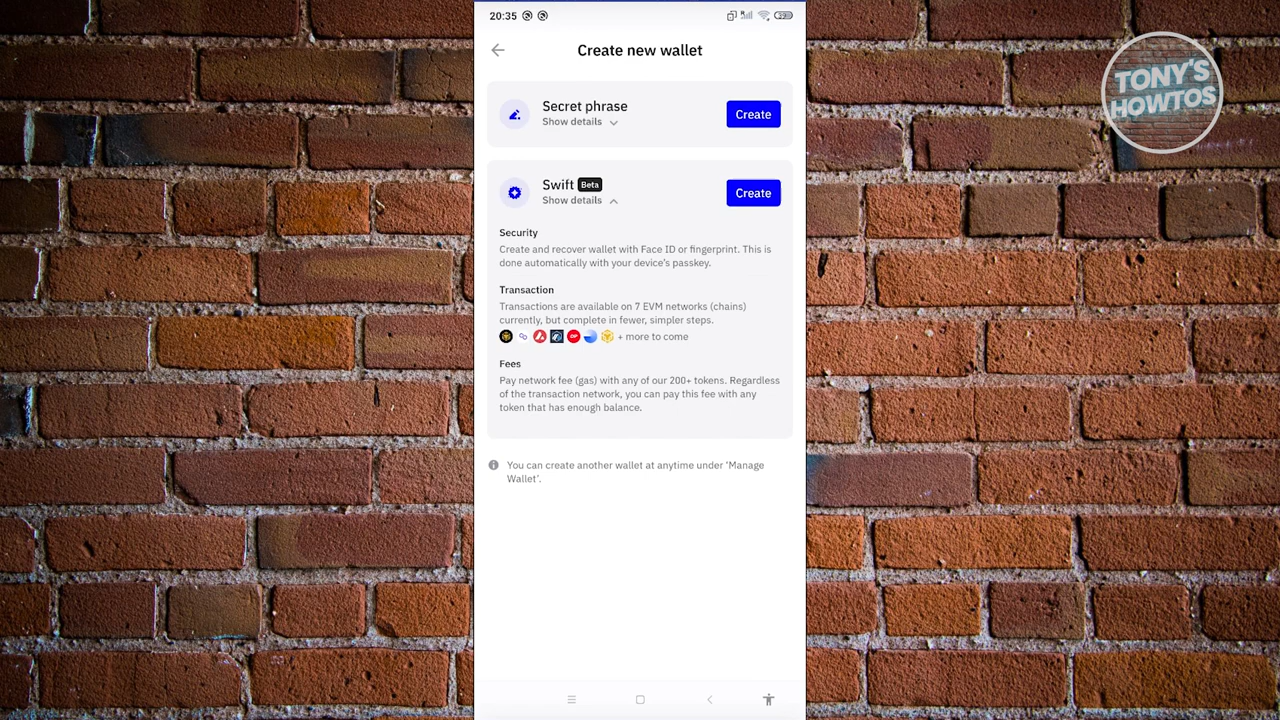 20:35
39
Create new wallet
TONY'S
HOWTOS
Secret phrase
Show details
Create
Swift Beta
Show details
Create
Security
Create and recover wallet with Face ID or fingerprint. This is
done automatically with your device's passkey.
Transaction
Transactions are available on 7 EVM networks (chains)
currently, but complete in fewer, simpler steps.
OP
+ more to come
Fees
Pay network fee (gas) with any of our 200+ tokens. Regardless
of the transaction network, you can pay this fee with any
token that has enough balance.
You can create another wallet at anytime under ‘Manage
Wallet’.